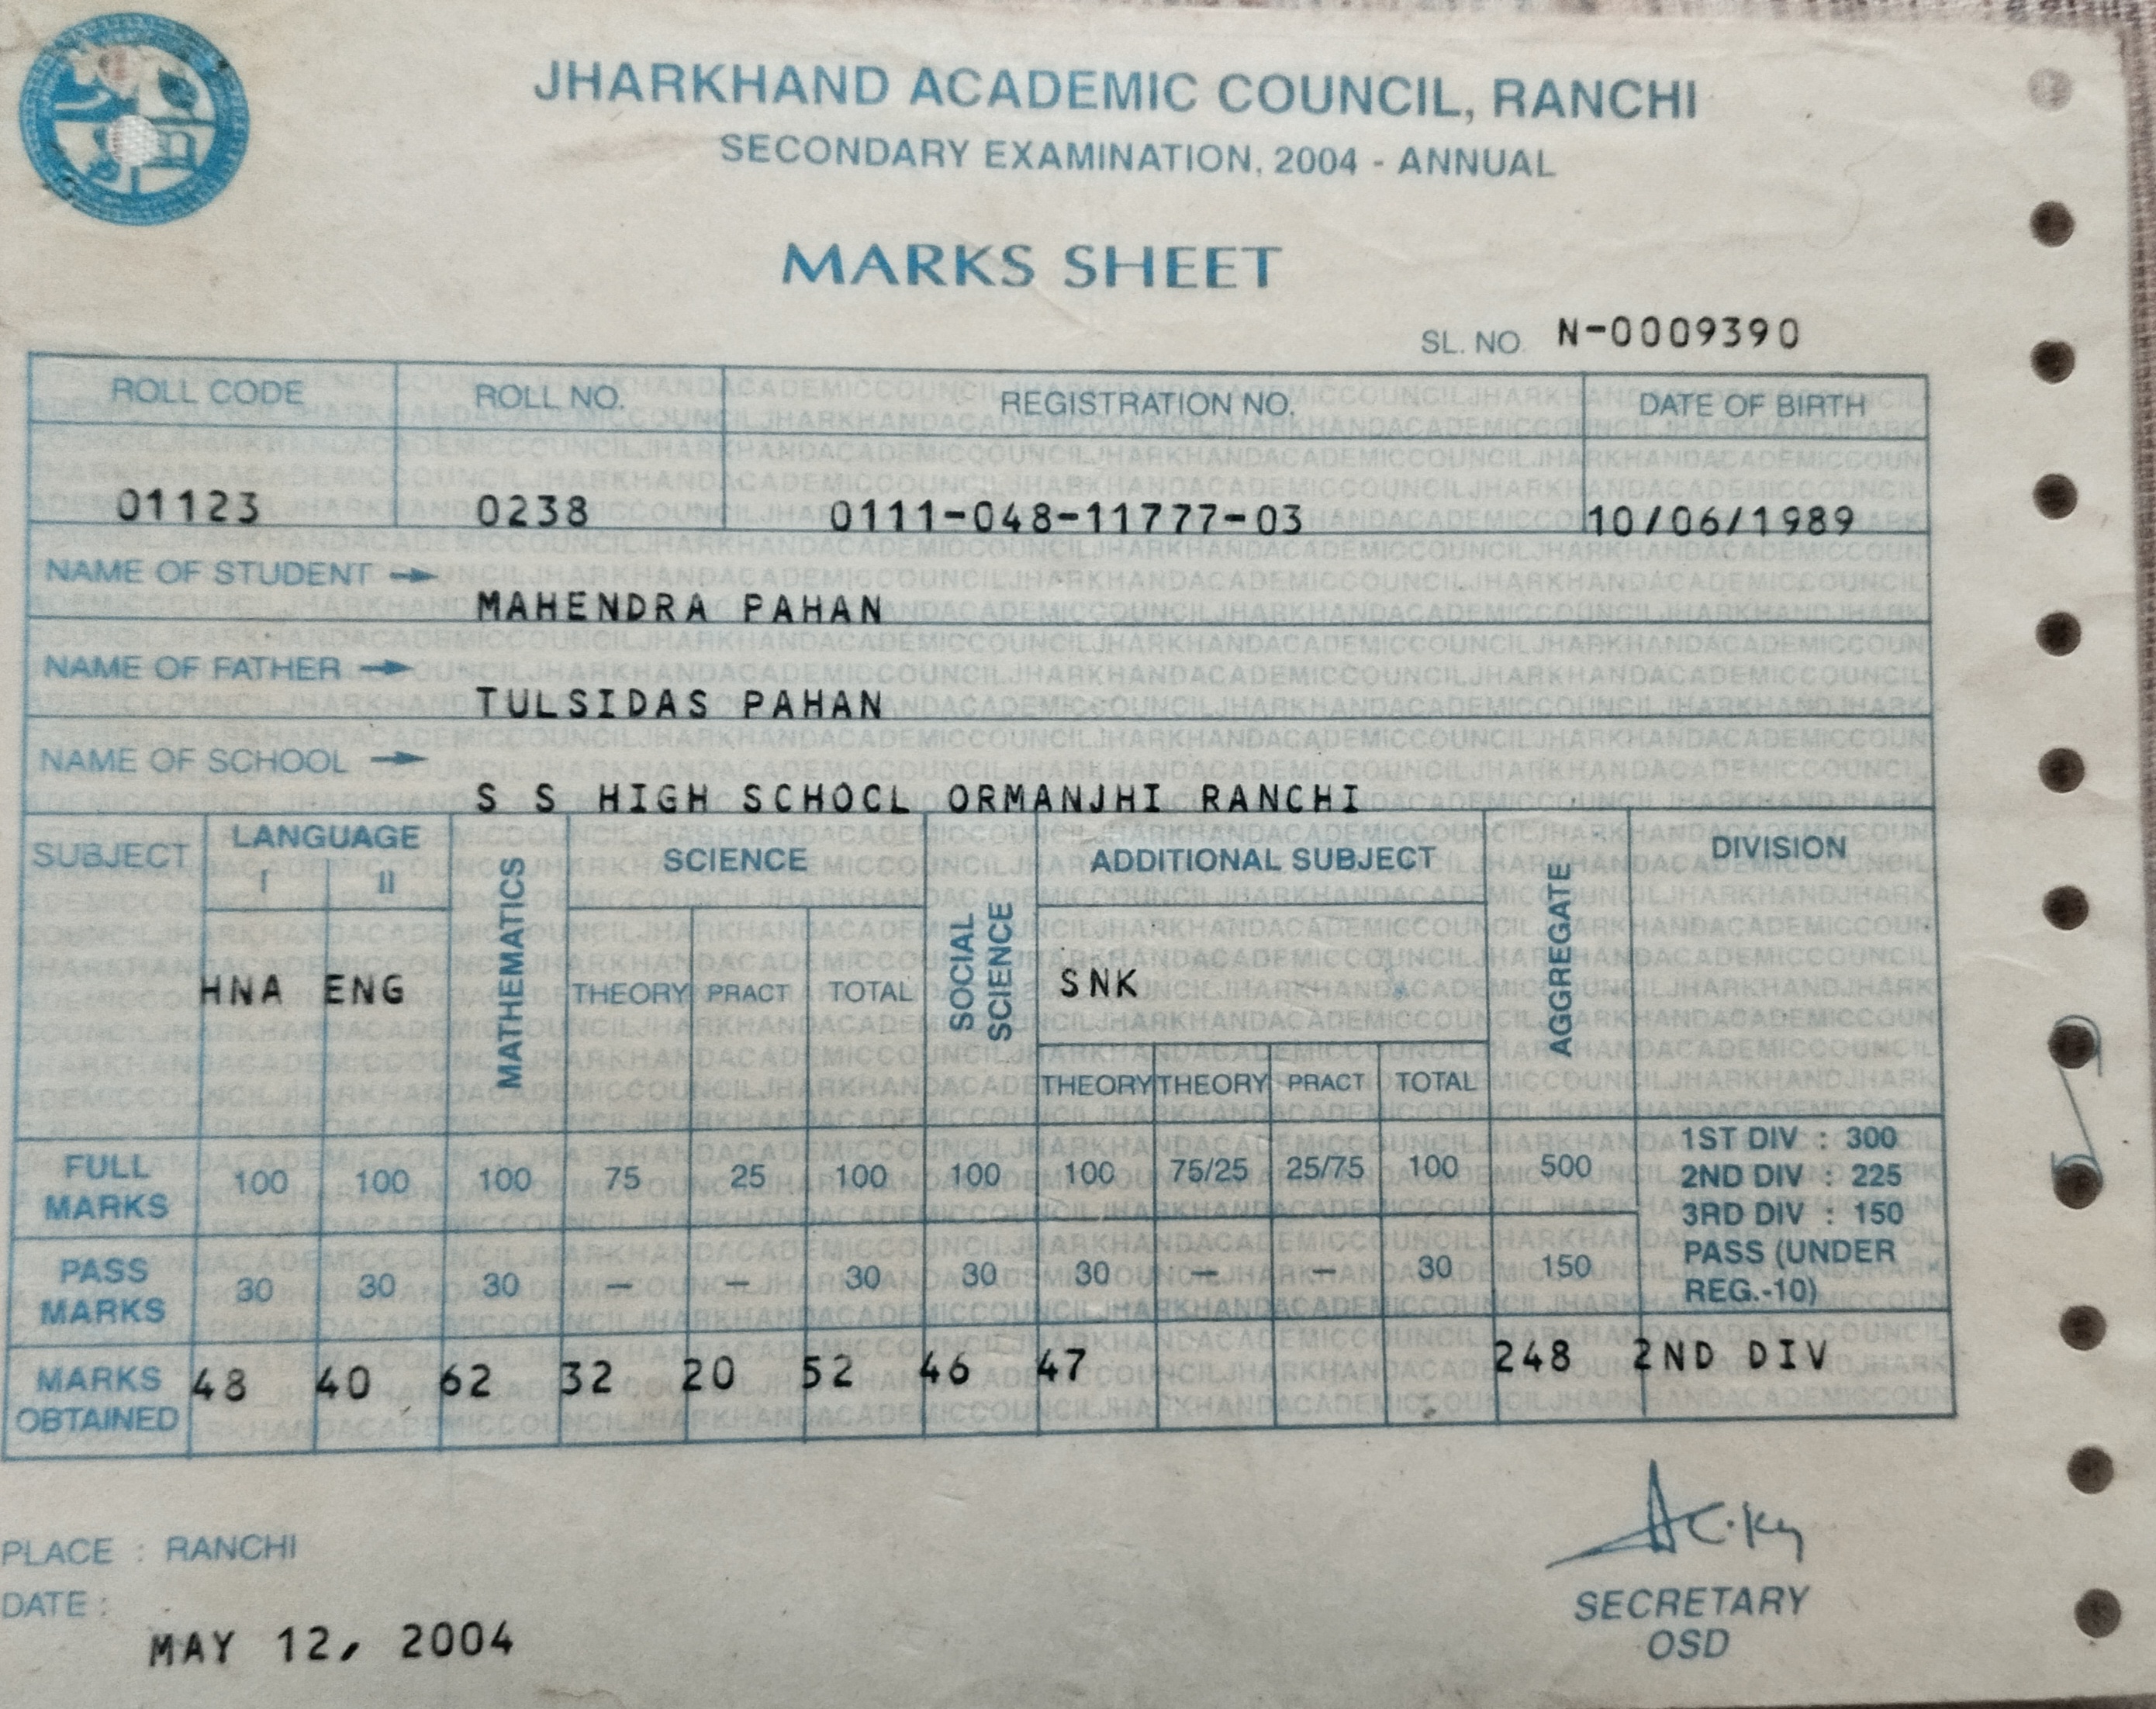 JHARKHAND ACADEMIC COUNCIL, RANCHI
SECONDARY EXAMINATION, 2004 - ANNUAL
MARKS SHEET
SL. NO. N-0009390
ROLL CODE ROLL NO. REGISTRATION NO. DATE OF BIRTH
01123 0238 0111-048-11777-03 10/06/1989
NAME OF STUDENT →
MAHENDRA PAHAN
NAME OF FATHER →
TULSIDAS PAHAN
NAME OF SCHOOL →
S S HIGH SCHOCL ORMANJHI RANCHI
SUBJECT LANGUAGE MATHEMATICS SCIENCE SOCIAL SCIENCE ADDITIONAL SUBJECT AGGREGATE DIVISION
I II
HNA ENG THEORY PRACT TOTAL SNK
THEORY THEORY PRACT TOTAL
FULL MARKS 100 100 100 75 25 100 100 100 75/25 25/75 100 500
1ST DIV : 300
2ND DIV : 225
3RD DIV : 150
PASS (UNDER
REG.-10)
PASS MARKS 30 30 30 — — 30 30 30 — — 30 150
MARKS OBTAINED 48 40 62 32 20 52 46 47 248 2ND DIV
PLACE : RANCHI
DATE :
MAY 12, 2004
SECRETARY
OSD